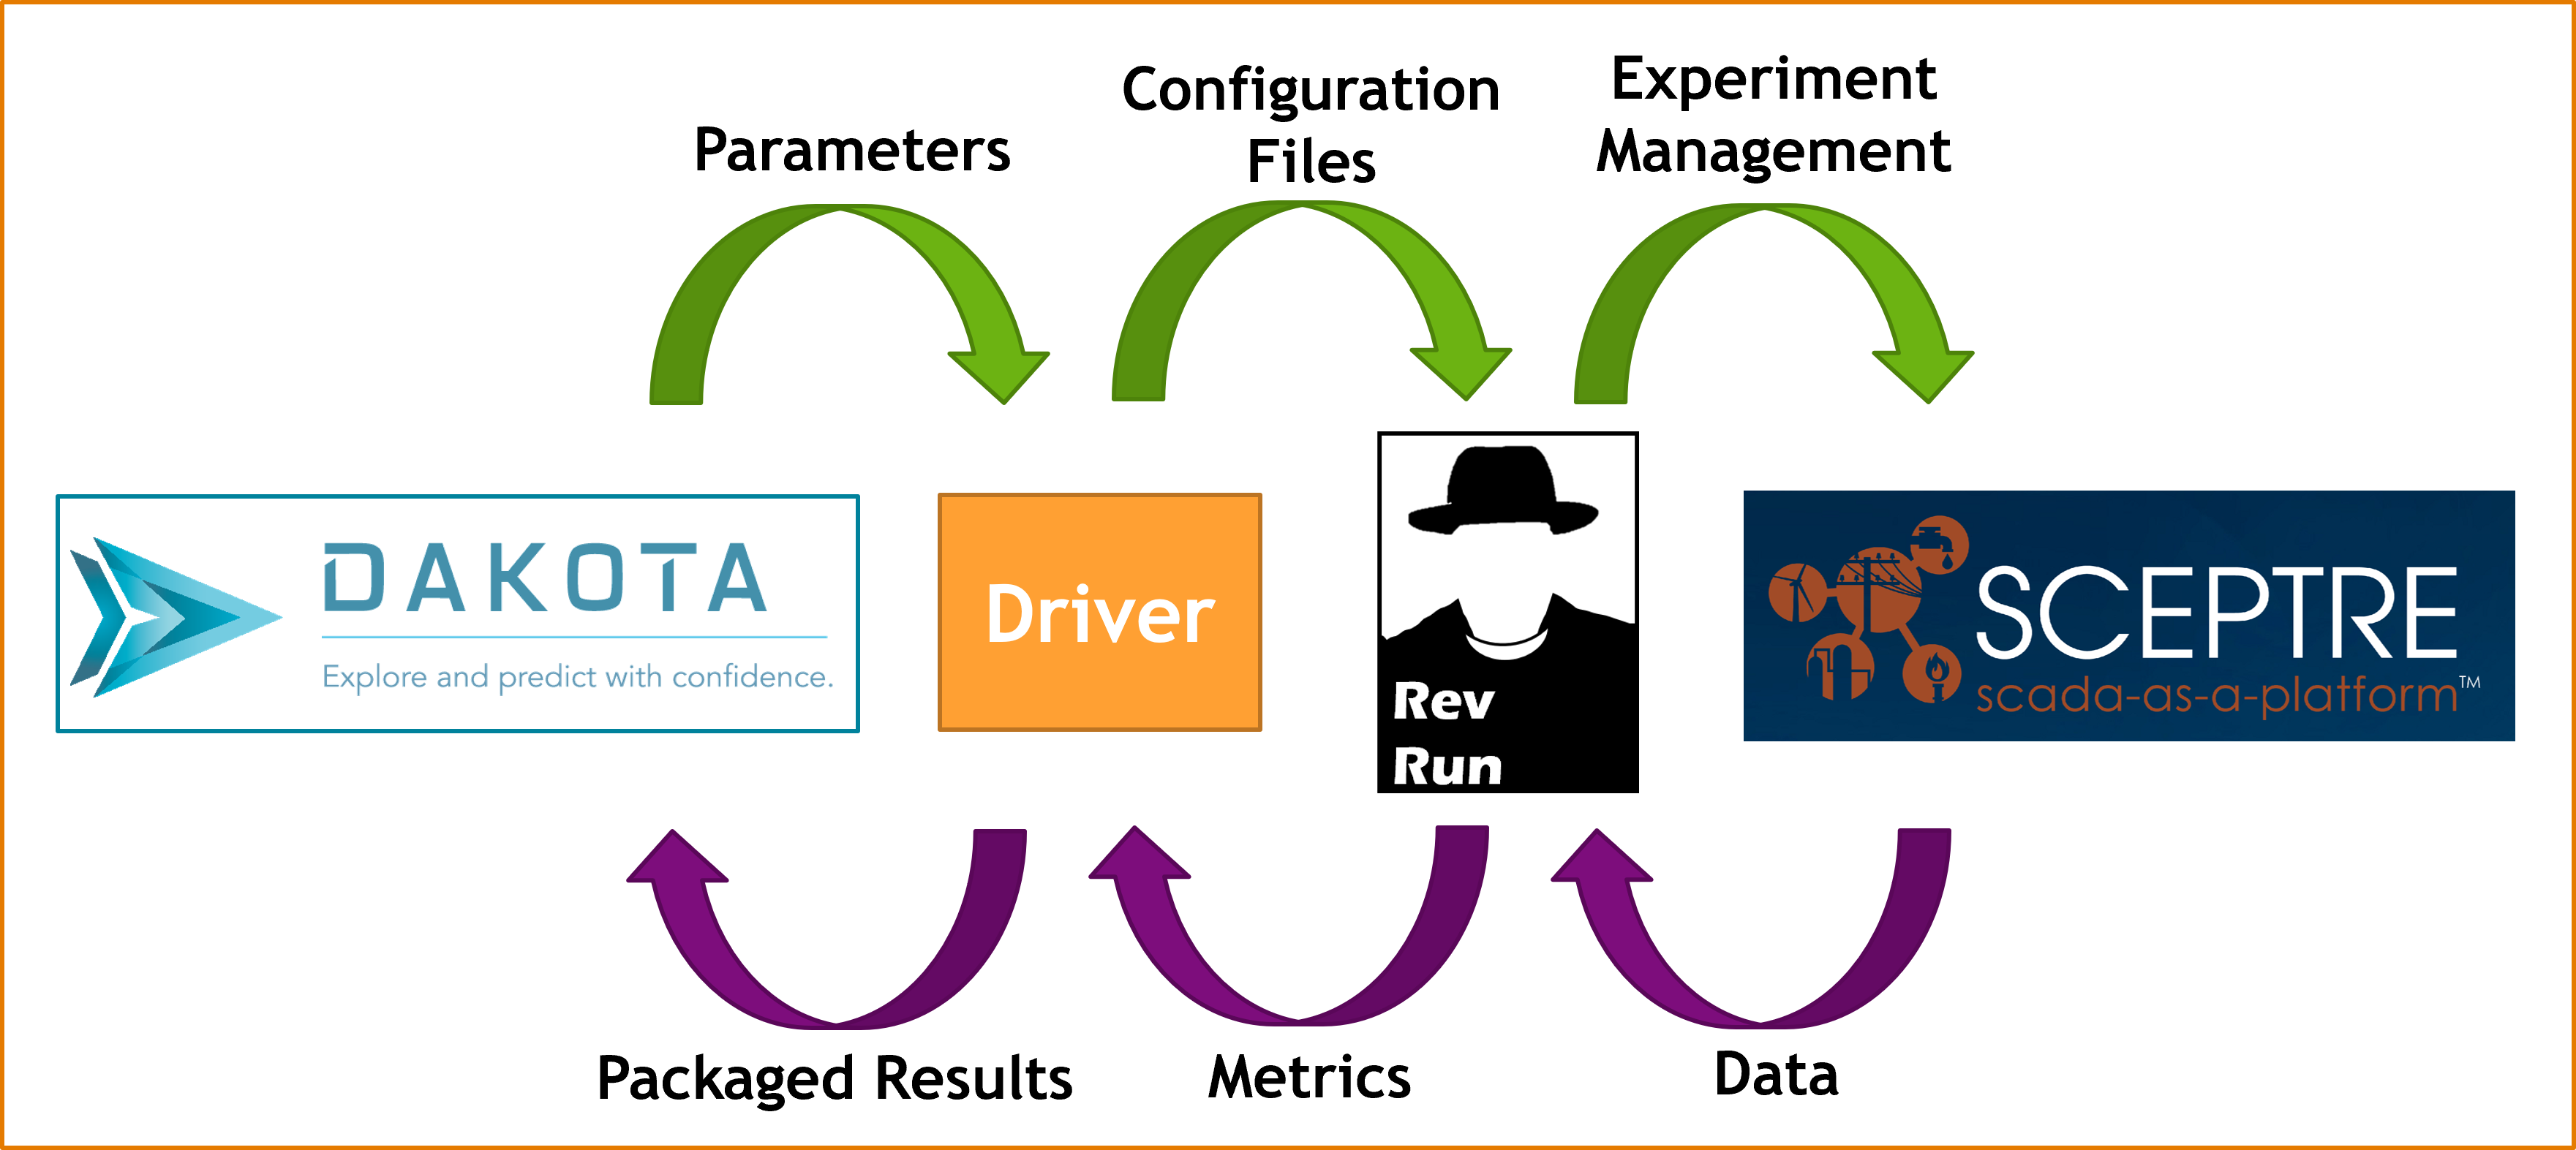 Parameters
Configuration
Files
Experiment
Management
DAKOTA
Explore and predict with confidence.
Driver
Rev
Run
SCEPTRE
scada-as-a-platform™
Packaged Results
Metrics
Data